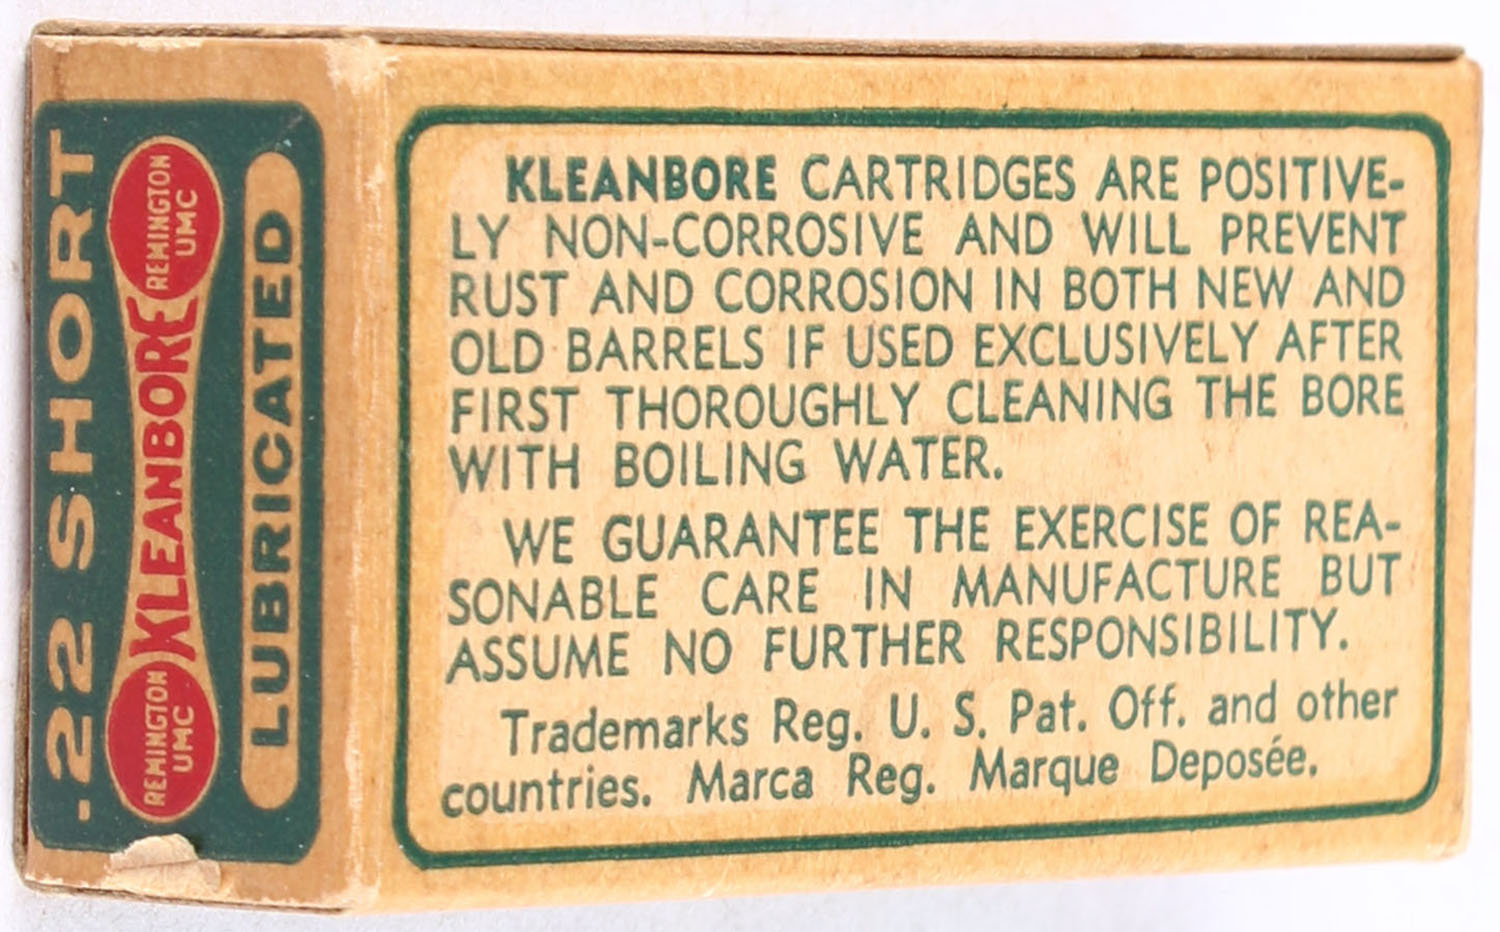 .22 SHORT
REMINGTON
UMC
KLEANBORE
REMINGTON
UMC
LUBRICATED
KLEANBORE CARTRIDGES ARE POSITIVE-
LY NON-CORROSIVE AND WILL PREVENT
RUST AND CORROSION IN BOTH NEW AND
OLD BARRELS IF USED EXCLUSIVELY AFTER
FIRST THOROUGHLY CLEANING THE BORE
WITH BOILING WATER.
WE GUARANTEE THE EXERCISE OF REA-
SONABLE CARE IN MANUFACTURE BUT
ASSUME NO FURTHER RESPONSIBILITY.
Trademarks Reg. U. S. Pat. Off. and other
countries. Marca Reg. Marque Deposée.